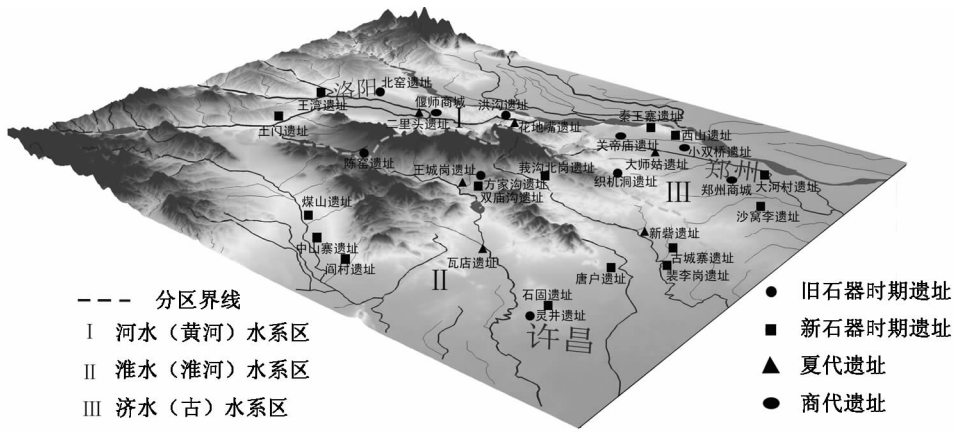 洛阳
北窑遗址
王湾遗址
偃师商城
洪沟遗址
土门遗址
二里头遗址
I
花地嘴遗址
秦王寨遗址
西山遗址
关帝庙遗址
小双桥遗址
陈窑遗址
王城岗遗址
莪沟北岗遗址
大师姑遗址
郑州
方家沟遗址
双庙沟遗址
织机洞遗址
III
郑州商城
大河村遗址
沙窝李遗址
煤山遗址
中山寨遗址
阎村遗址
新砦遗址
古城寨遗址
裴李岗遗址
瓦店遗址
II
唐户遗址
石固遗址
灵井遗址
许昌
分区界线
I 河水（黄河）水系区
II 淮水（淮河）水系区
III 济水（古）水系区
旧石器时期遗址
新石器时期遗址
夏代遗址
商代遗址